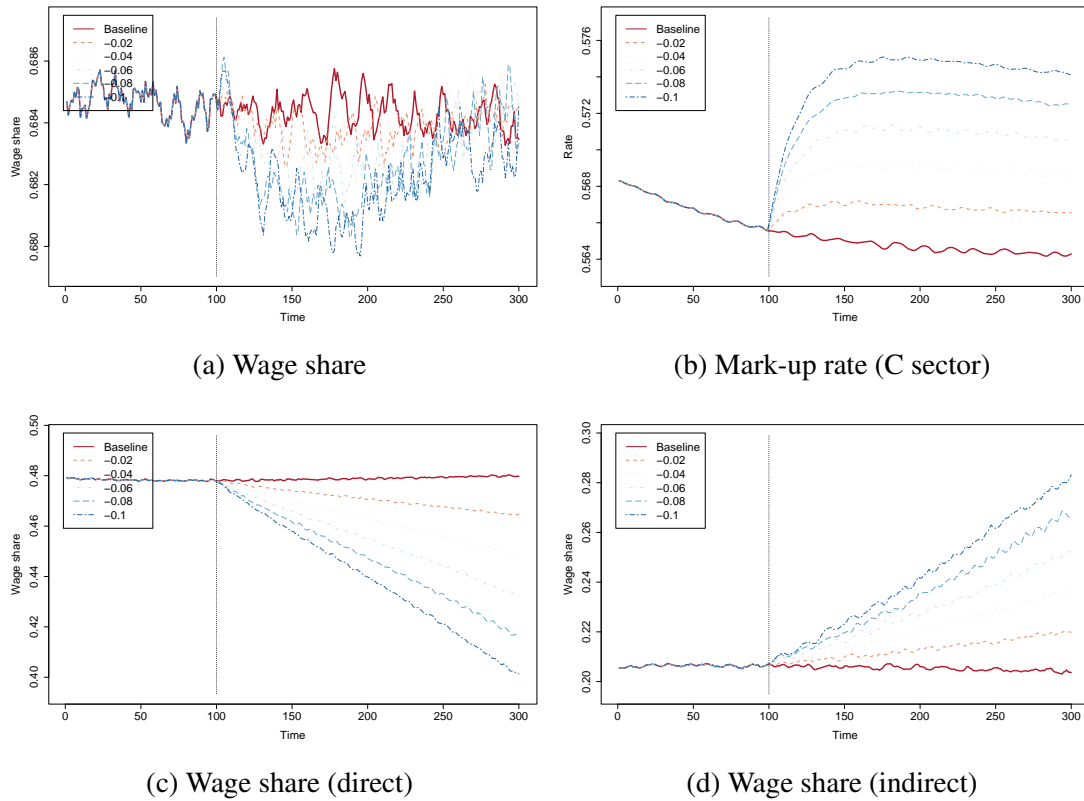 Baseline
−0.02
−0.04
−0.06
−0.08
−0.1
0.680 0.682 0.684 0.686
Wage share
0 50 100 150 200 250 300
Time
(a) Wage share
Baseline
−0.02
−0.04
−0.06
−0.08
−0.1
0.564 0.568 0.572 0.576
Rate
0 50 100 150 200 250 300
Time
(b) Mark-up rate (C sector)
Baseline
−0.02
−0.04
−0.06
−0.08
−0.1
0.40 0.42 0.44 0.46 0.48 0.50
Wage share
0 50 100 150 200 250 300
Time
(c) Wage share (direct)
Baseline
−0.02
−0.04
−0.06
−0.08
−0.1
0.20 0.22 0.24 0.26 0.28 0.30
Wage share
0 50 100 150 200 250 300
Time
(d) Wage share (indirect)